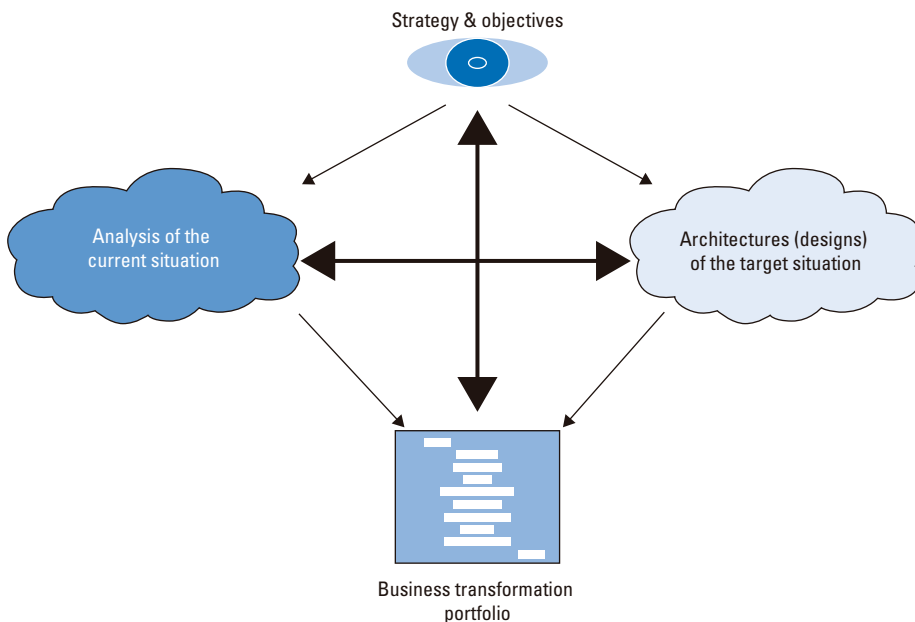 Strategy & objectives
Analysis of the
current situation
Architectures (designs)
of the target situation
Business transformation
portfolio